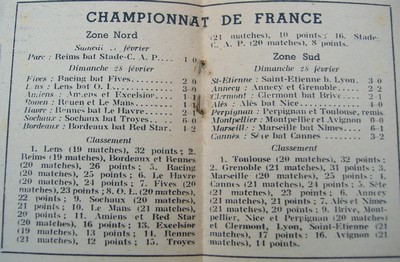 CHAMPIONNAT DE FRANCE
Zone Nord
Samedi février
Parc : Reims bat Stade-C. A. P. 1 0
Dimanche 28 février
Fives : Racing bat Fives 2 0
Lens : Lens bat O. L. 3-0
Amiens : Amiens et Excelsior
Rouen : Rouen et Le Mans
Havre : Rennes bat Le Havre 2-1
Sochaux : Sochaux bat Troyes 6-0
Bordeaux : Bordeaux bat Red Star. 1-2
Classement
1. Lens (19 matches), 32 points ; 2.
Reims (19 matches), Bordeaux et Rennes
(20 matches), 26 points ; 5. Racing
(20 matches), 25 points ; 6. Le Havre
(20 matches), 24 points ; 7. Fives (20
matches), 23 points ; 8. O. L. (20 matches),
22 points ; 9. Sochaux (20 matches),
21 points ; 10. Le Mans (21 matches),
20 points ; 11. Amiens et Red Star
(20 matches), 16 points ; 13. Excelsior
(19 matches), 13 points ; 11. Rennes
(21 matches), 12 points ; 15. Troyes
(21 matches), 10 points ; 16. Stade-
C. A. P. (20 matches), 8 points.
Zone Sud
Dimanche 28 février
St-Etienne : Saint-Etienne b. Lyon. 3-0
Annecy : Annecy et Grenoble 2-2
Clermont : Clermont bat Brive 2-1
Alès : Alès bat Nice 4-0
Perpignan : Perpignan et Toulouse, remis
Montpellier : Montpellier et Avignon 0-0
Marseille : Marseille bat Nîmes 6-1
Cannes : Sète bat Cannes 3-2
Classement
1. Toulouse (20 matches), 32 points ;
2. Grenoble (21 matches), 31 points ; 3.
Marseille (20 matches), 25 points ; 4.
Cannes (21 matches), 24 points ; 5. Sète
(21 matches), 23 points ; 6. Annecy
(21 matches), 21 points ; 7. Alès et Nîmes
(21 matches), 20 points ; 9. Brive, Mont-
pellier, Nice et Perpignan (20 matches)
et Clermont, Lyon, Saint-Etienne (21
matches), 17 points ; 16. Avignon (21
matches), 14 points.